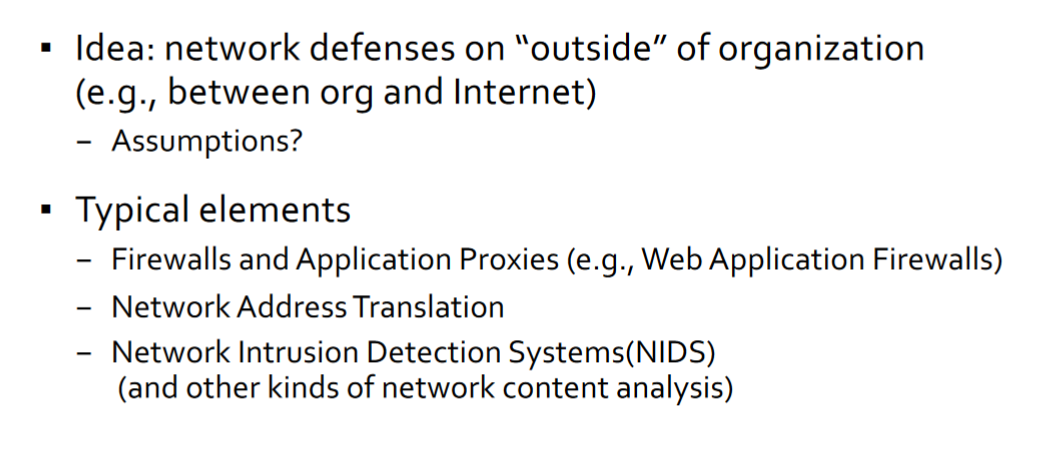 ▪ Idea: network defenses on “outside” of organization
(e.g., between org and Internet)
– Assumptions?
▪ Typical elements
– Firewalls and Application Proxies (e.g., Web Application Firewalls)
– Network Address Translation
– Network Intrusion Detection Systems(NIDS)
(and other kinds of network content analysis)